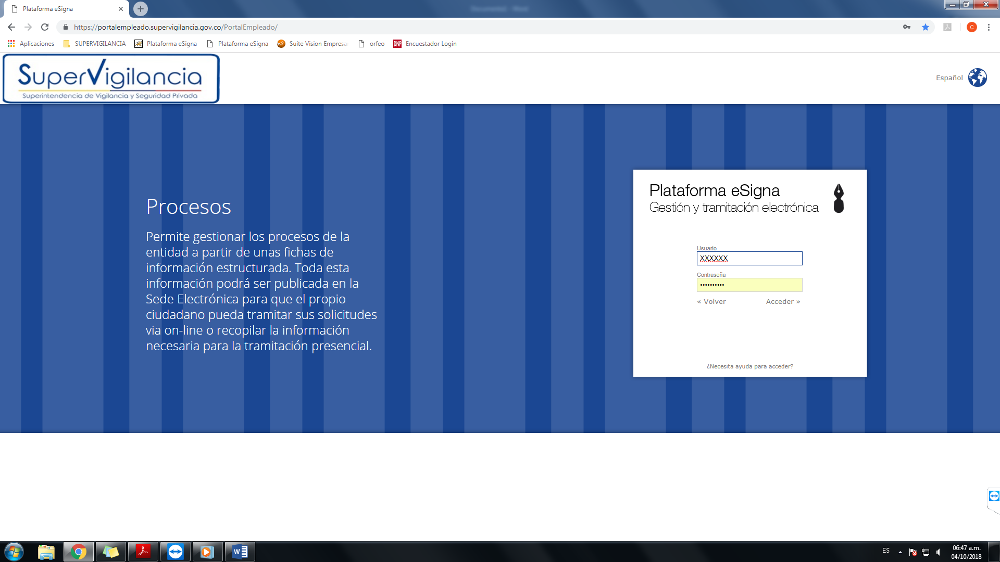 Plataforma eSigna
https://portalempleado.supervigilancia.gov.co/PortalEmpleado/
C
Aplicaciones
SUPERVIGILANCIA
Plataforma eSigna
Plataforma eSigna
Suite Vision Empresa
orfeo
DNP
Encuestador Login
SuperVigilancia
Superintendencia de Vigilancia y Seguridad Privada
Español
Procesos
Permite gestionar los procesos de la
entidad a partir de unas fichas de
información estructurada. Toda esta
información podrá ser publicada en la
Sede Electrónica para que el propio
ciudadano pueda tramitar sus solicitudes
via on-line o recopilar la información
necesaria para la tramitación presencial.
Plataforma eSigna
Gestión y tramitación electrónica
Usuario
XXXXXX
Contraseña
••••••••••
« Volver
Acceder »
¿Necesita ayuda para acceder?
ES
06:47 a.m.
04/10/2018